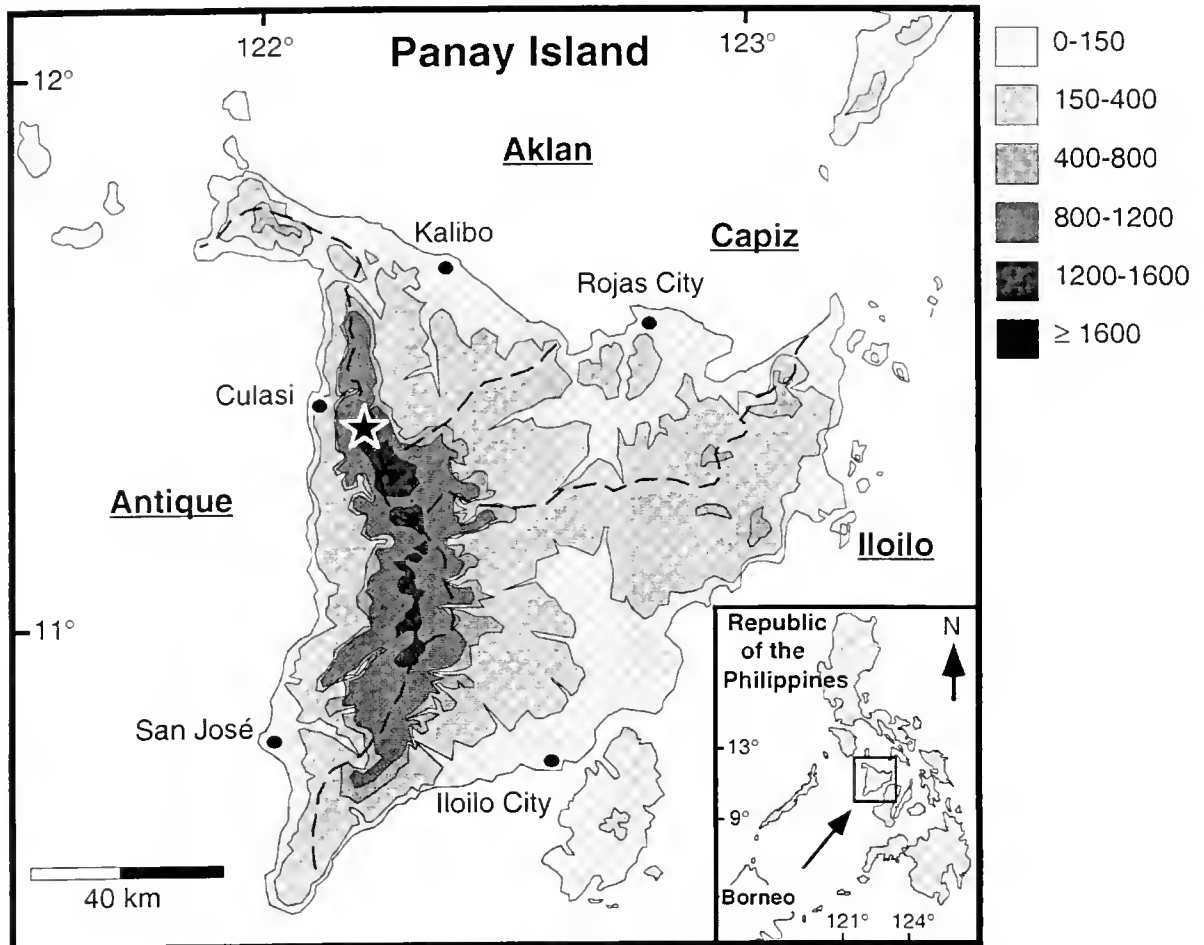 122°
123°
Panay Island
12°
Aklan
Kalibo
Capiz
Rojas City
Culasi
Antique
Iloilo
11°
San José
Iloilo City
40 km
0-150
150-400
400-800
800-1200
1200-1600
≥ 1600
Republic
of the
Philippines
N
13°
9°
Borneo
121°
124°